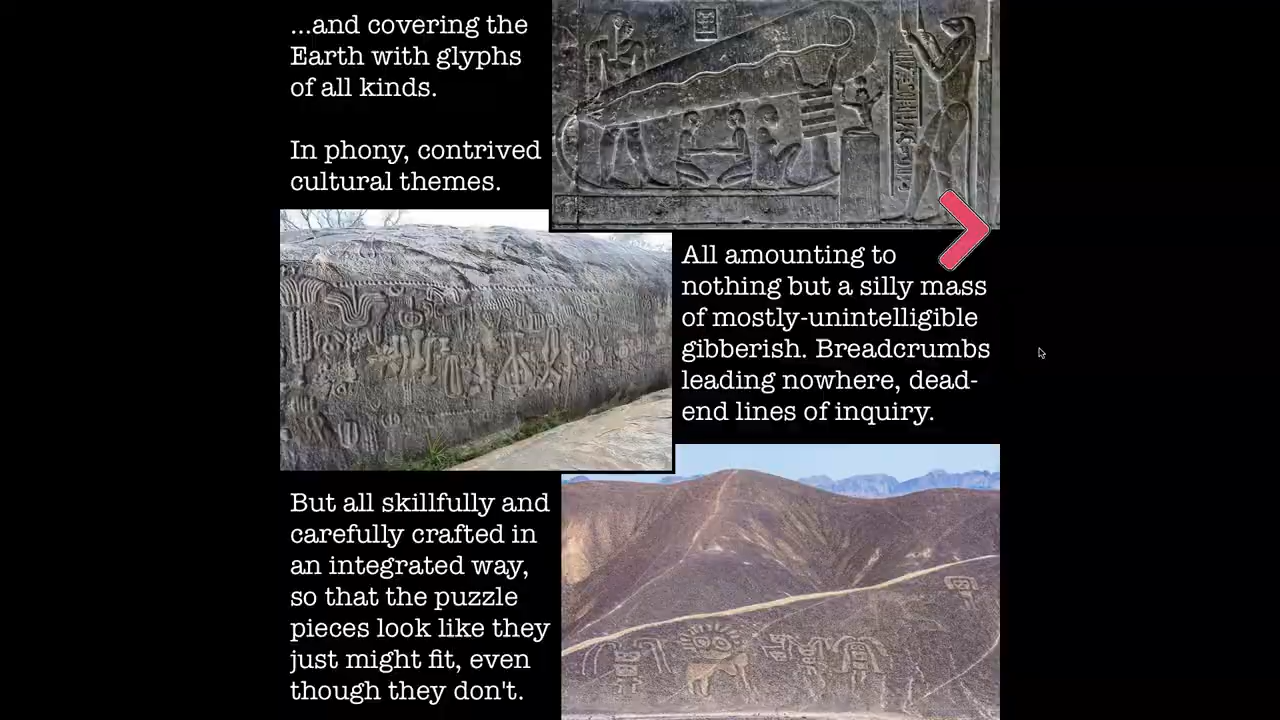 ...and covering the
Earth with glyphs
of all kinds.
In phony, contrived
cultural themes.
All amounting to
nothing but a silly mass
of mostly-unintelligible
gibberish. Breadcrumbs
leading nowhere, dead-
end lines of inquiry.
But all skillfully and
carefully crafted in
an integrated way,
so that the puzzle
pieces look like they
just might fit, even
though they don't.